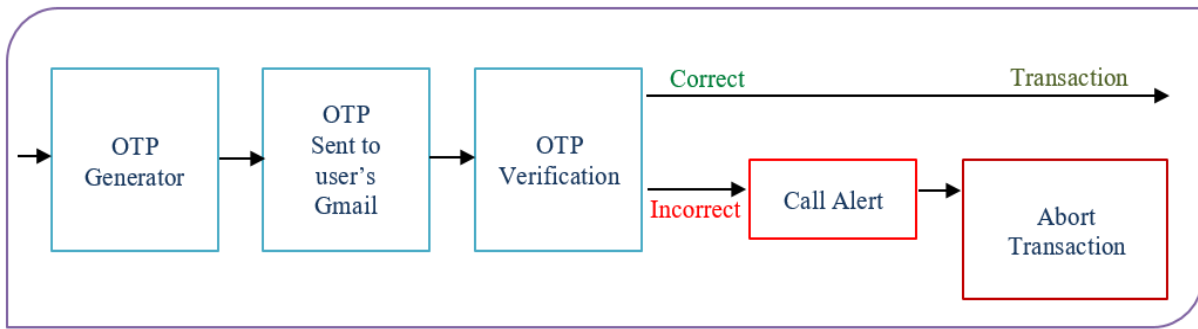 OTP
Generator
OTP
Sent to
user's
Gmail
OTP
Verification
Correct
Transaction
Incorrect
Call Alert
Abort
Transaction